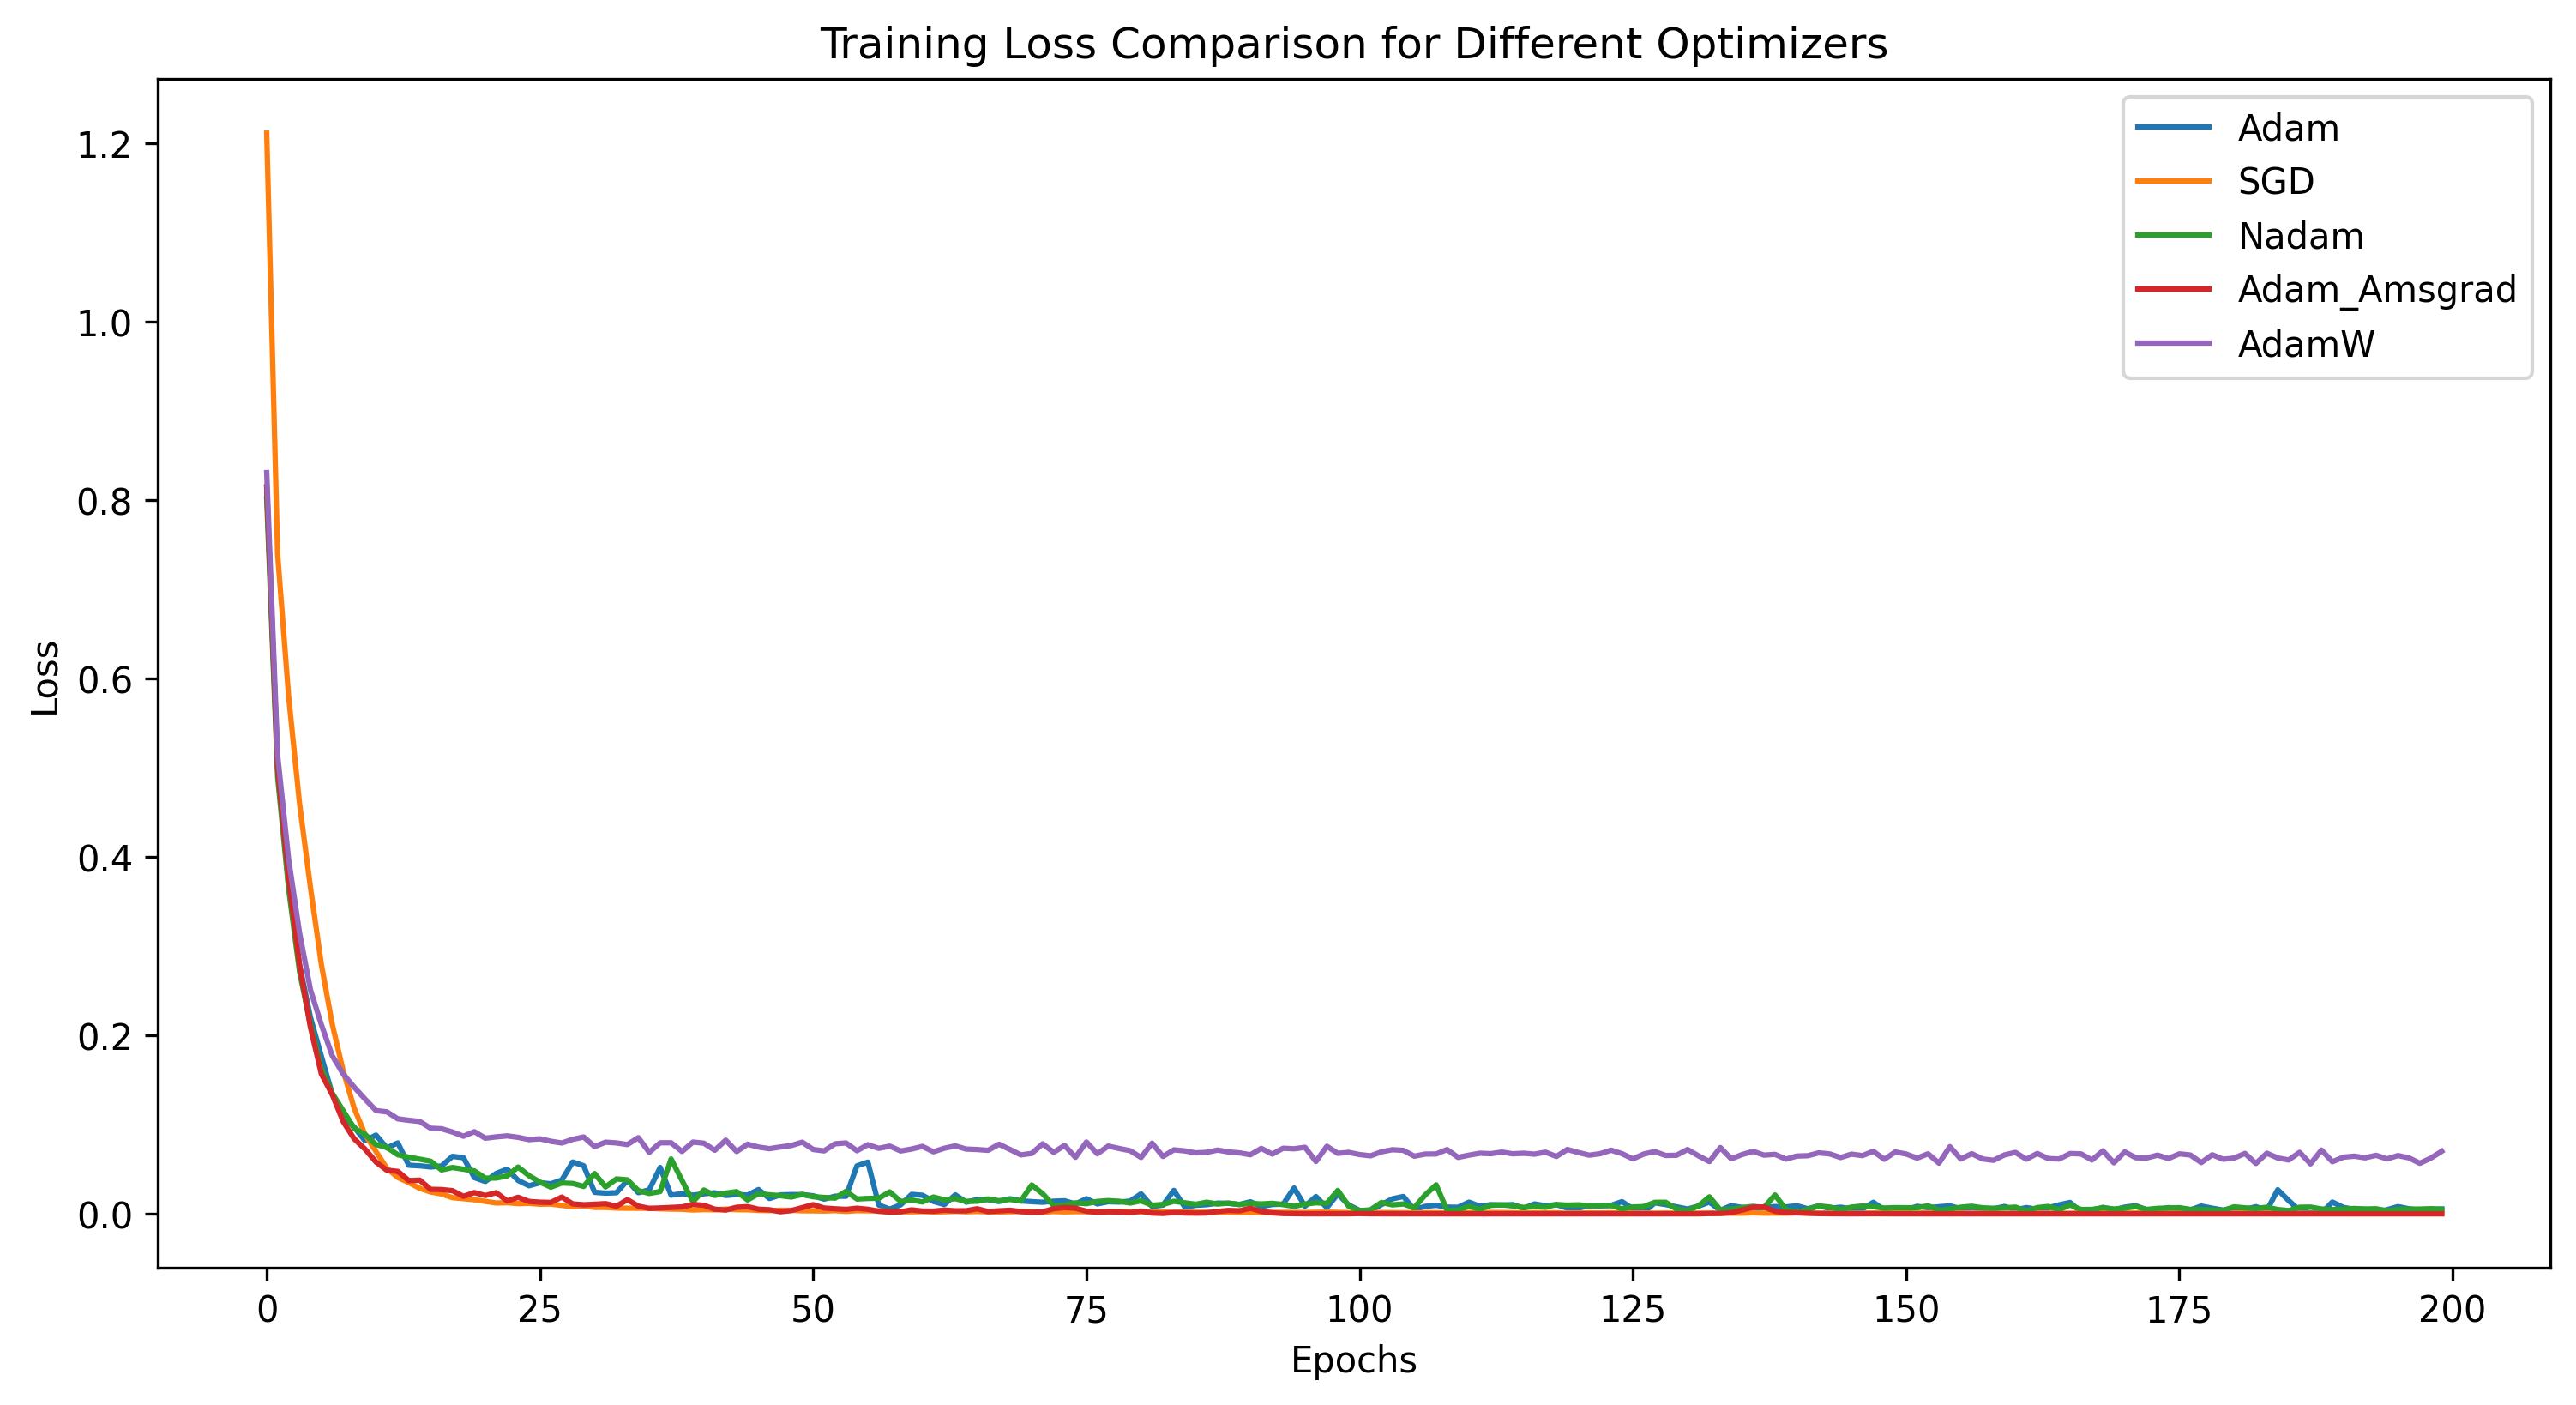 Training Loss Comparison for Different Optimizers
Adam
SGD
Nadam
Adam_Amsgrad
AdamW
Loss
1.2
1.0
0.8
0.6
0.4
0.2
0.0
0 25 50 75 100 125 150 175 200
Epochs